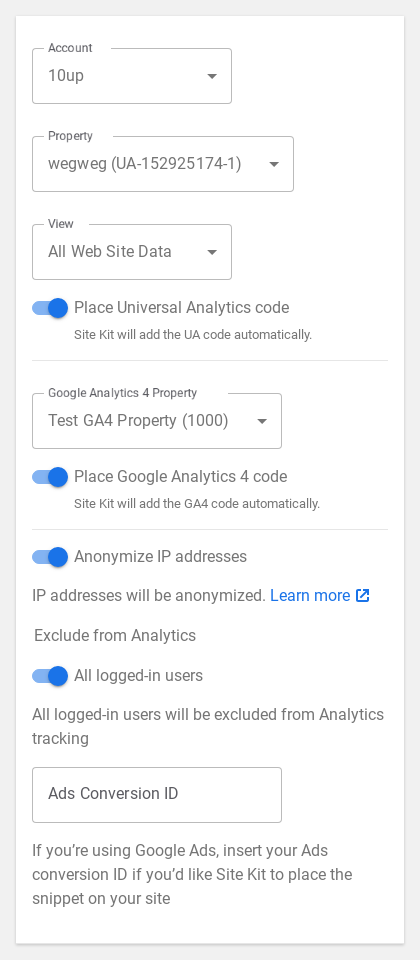 Account
10up
Property
wegweg (UA-152925174-1)
View
All Web Site Data
Place Universal Analytics code
Site Kit will add the UA code automatically.
Google Analytics 4 Property
Test GA4 Property (1000)
Place Google Analytics 4 code
Site Kit will add the GA4 code automatically.
Anonymize IP addresses
IP addresses will be anonymized. Learn more
Exclude from Analytics
All logged-in users
All logged-in users will be excluded from Analytics
tracking
Ads Conversion ID
If you’re using Google Ads, insert your Ads
conversion ID if you’d like Site Kit to place the
snippet on your site